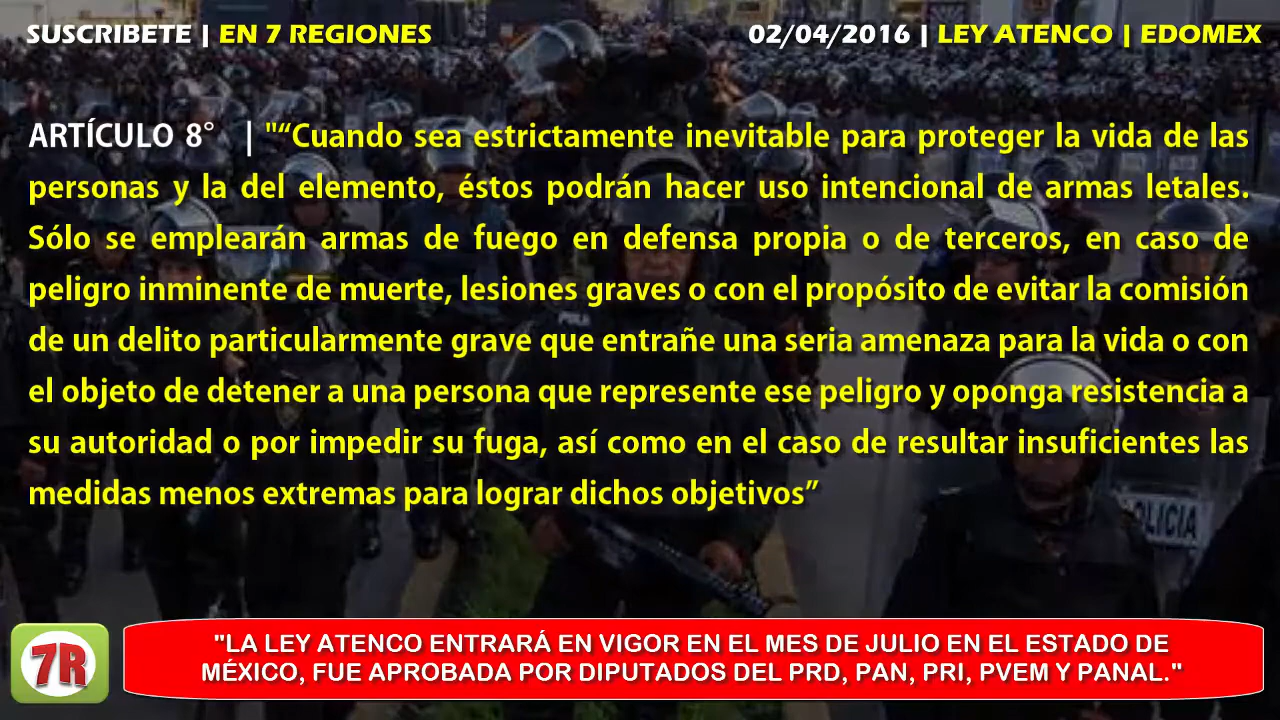 SUSCRIBETE | EN 7 REGIONES
02/04/2016 | LEY ATENCO | EDOMEX
ARTÍCULO 8° | "“Cuando sea estrictamente inevitable para proteger la vida de las
personas y la del elemento, éstos podrán hacer uso intencional de armas letales.
Sólo se emplearán armas de fuego en defensa propia o de terceros, en caso de
peligro inminente de muerte, lesiones graves o con el propósito de evitar la comisión
de un delito particularmente grave que entrañe una seria amenaza para la vida o con
el objeto de detener a una persona que represente ese peligro y oponga resistencia a
su autoridad o por impedir su fuga, así como en el caso de resultar insuficientes las
medidas menos extremas para lograr dichos objetivos”
POLICIA
7R
"LA LEY ATENCO ENTRARÁ EN VIGOR EN EL MES DE JULIO EN EL ESTADO DE
MÉXICO, FUE APROBADA POR DIPUTADOS DEL PRD, PAN, PRI, PVEM Y PANAL."